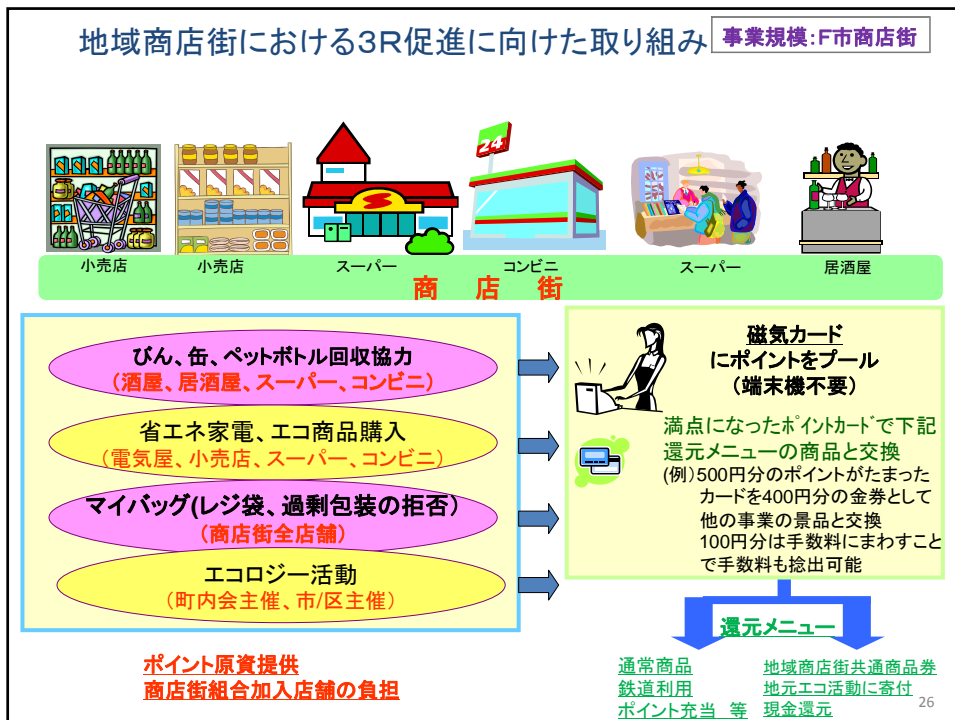 地域商店街における3R促進に向けた取り組み
事業規模:F市商店街
24
小売店
小売店
スーパー
コンビニ
スーパー
居酒屋
商 店 街
びん、缶、ペットボトル回収協力
(酒屋、居酒屋、スーパー、コンビニ)
省エネ家電、エコ商品購入
(電気屋、小売店、スーパー、コンビニ)
マイバッグ(レジ袋、過剰包装の拒否)
(商店街全店舗)
エコロジー活動
(町内会主催、市/区主催)
ポイント原資提供
商店街組合加入店舗の負担
磁気カード
にポイントをプール
(端末機不要)
満点になったポイントカードで下記
還元メニューの商品と交換
(例)500円分のポイントがたまった
カードを400円分の金券として
他の事業の景品と交換
100円分は手数料にまわすこと
で手数料も捻出可能
還元メニュー
通常商品
鉄道利用
ポイント充当 等
地域商店街共通商品券
地元エコ活動に寄付
現金還元
26